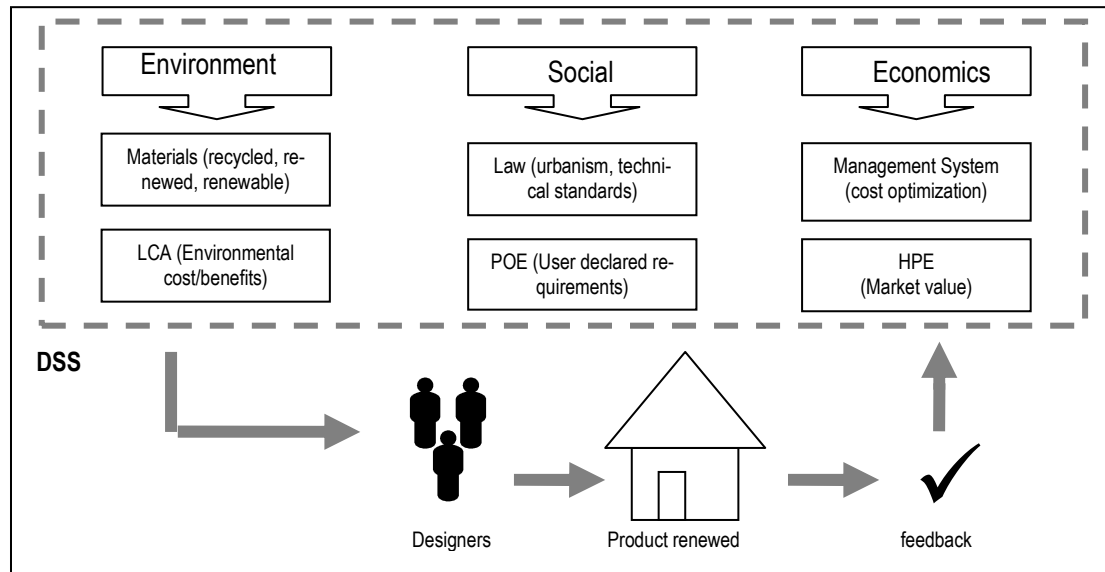 Environment
Materials (recycled, re-
newed, renewable)
LCA (Environmental
cost/benefits)
Social
Law (urbanism, techni-
cal standards)
POE (User declared re-
quirements)
Economics
Management System
(cost optimization)
HPE
(Market value)
DSS
Designers
Product renewed
feedback